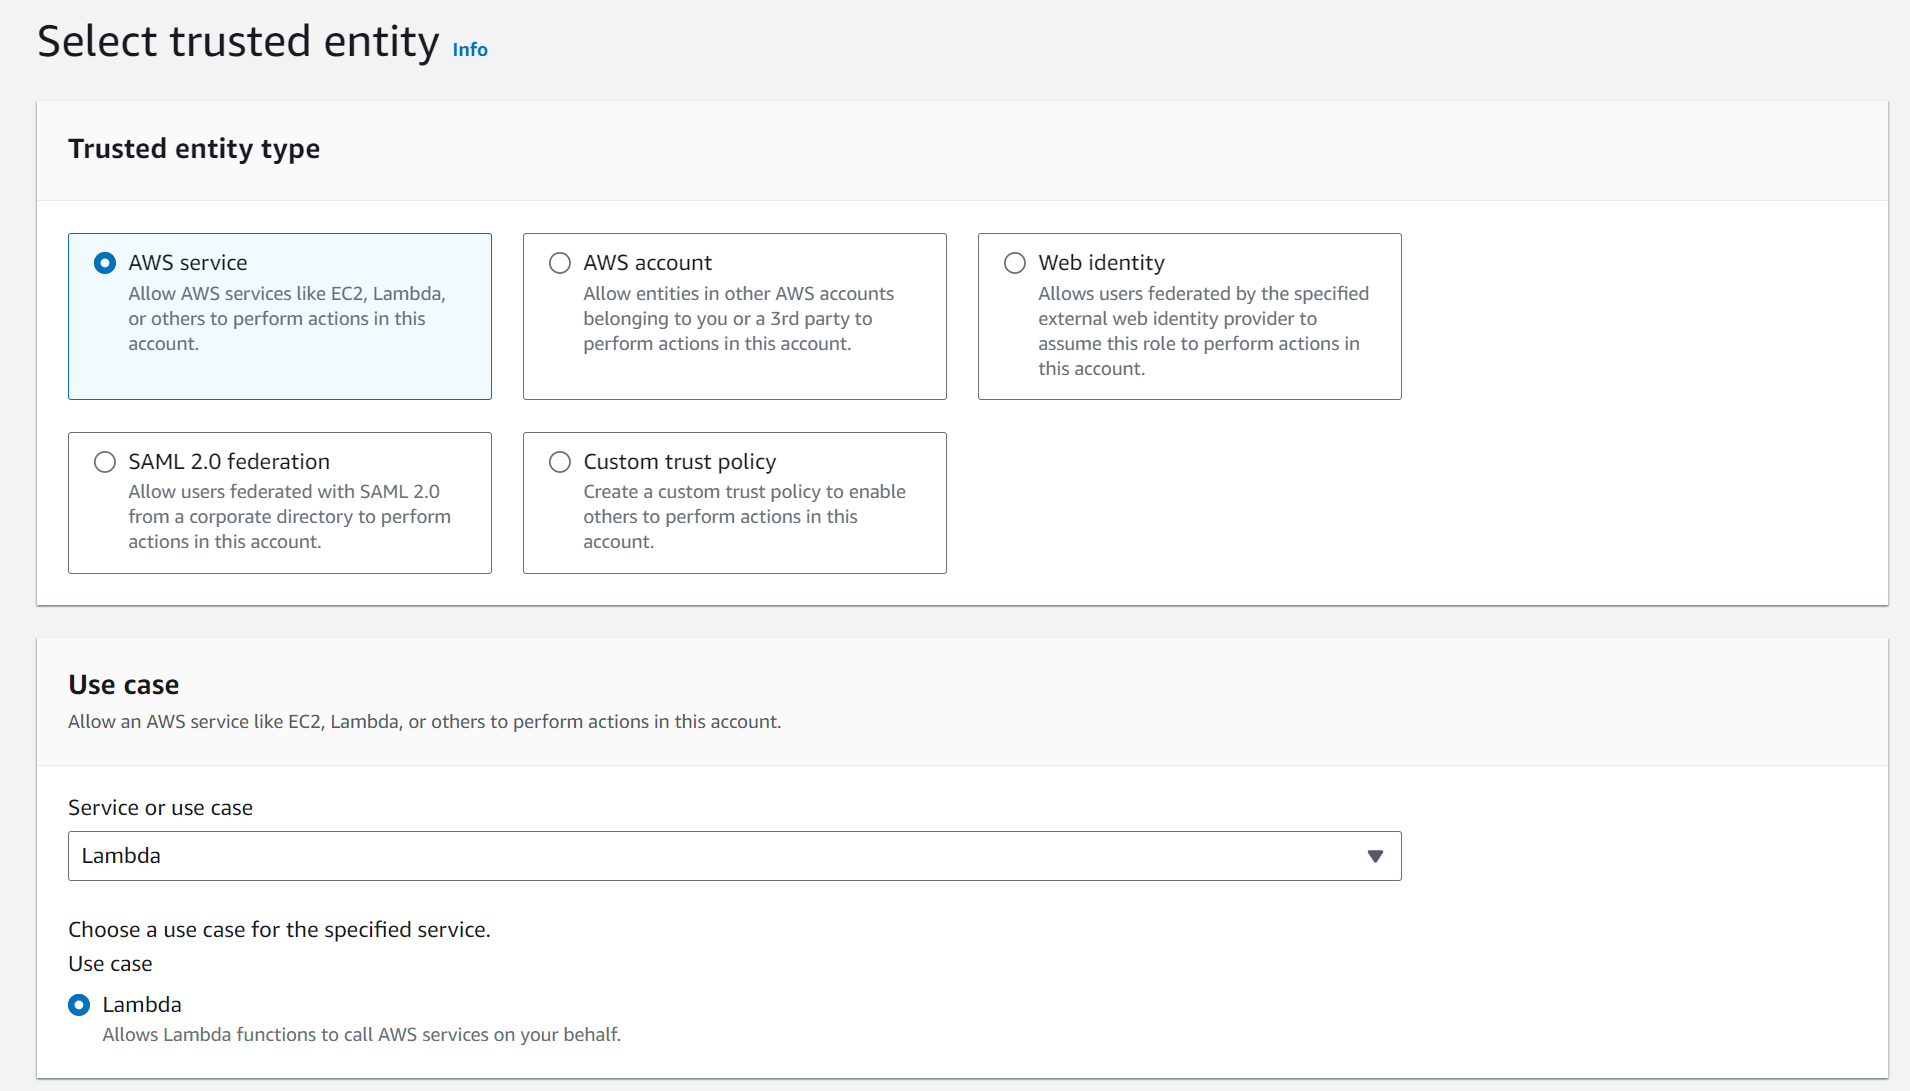 Select trusted entity Info
Trusted entity type
AWS service
Allow AWS services like EC2, Lambda,
or others to perform actions in this
account.
AWS account
Allow entities in other AWS accounts
belonging to you or a 3rd party to
perform actions in this account.
Web identity
Allows users federated by the specified
external web identity provider to
assume this role to perform actions in
this account.
SAML 2.0 federation
Allow users federated with SAML 2.0
from a corporate directory to perform
actions in this account.
Custom trust policy
Create a custom trust policy to enable
others to perform actions in this
account.
Use case
Allow an AWS service like EC2, Lambda, or others to perform actions in this account.
Service or use case
Lambda
Choose a use case for the specified service.
Use case
Lambda
Allows Lambda functions to call AWS services on your behalf.